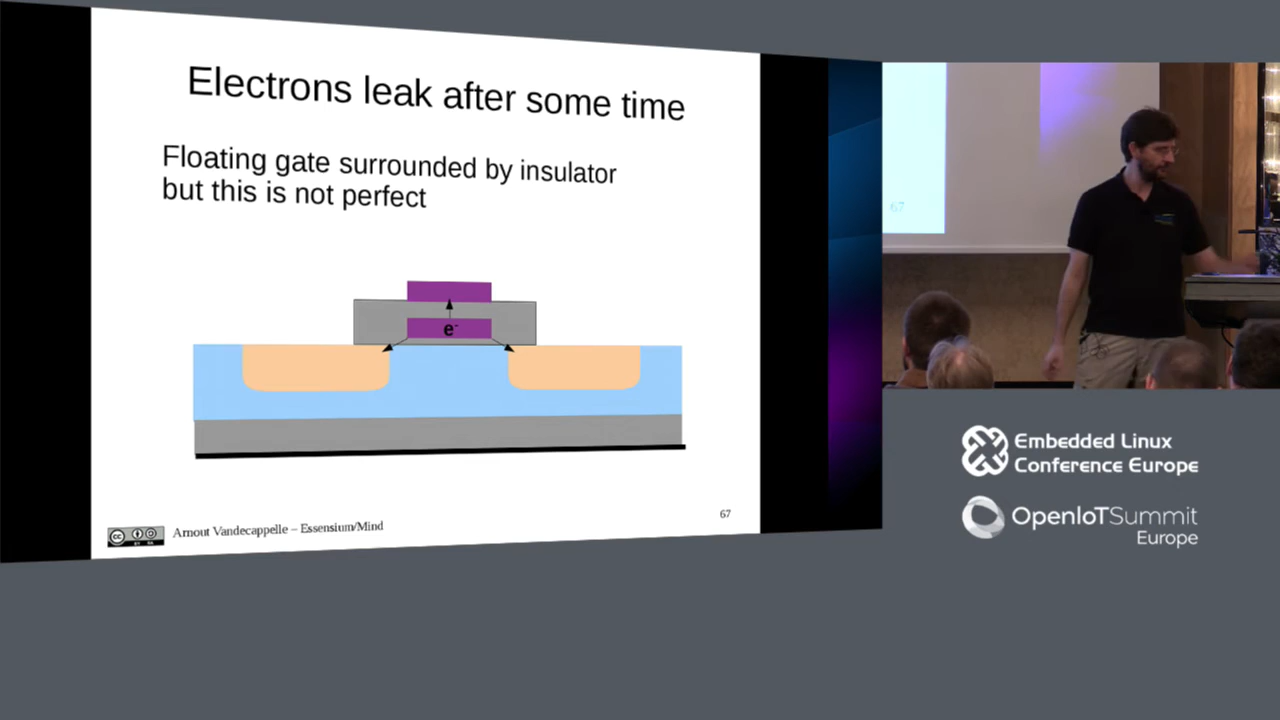 Electrons leak after some time
Floating gate surrounded by insulator
but this is not perfect
e-
Arnout Vandecappelle – Essensium/Mind
67
67
Embedded Linux
Conference Europe
OpenIoTSummit
Europe